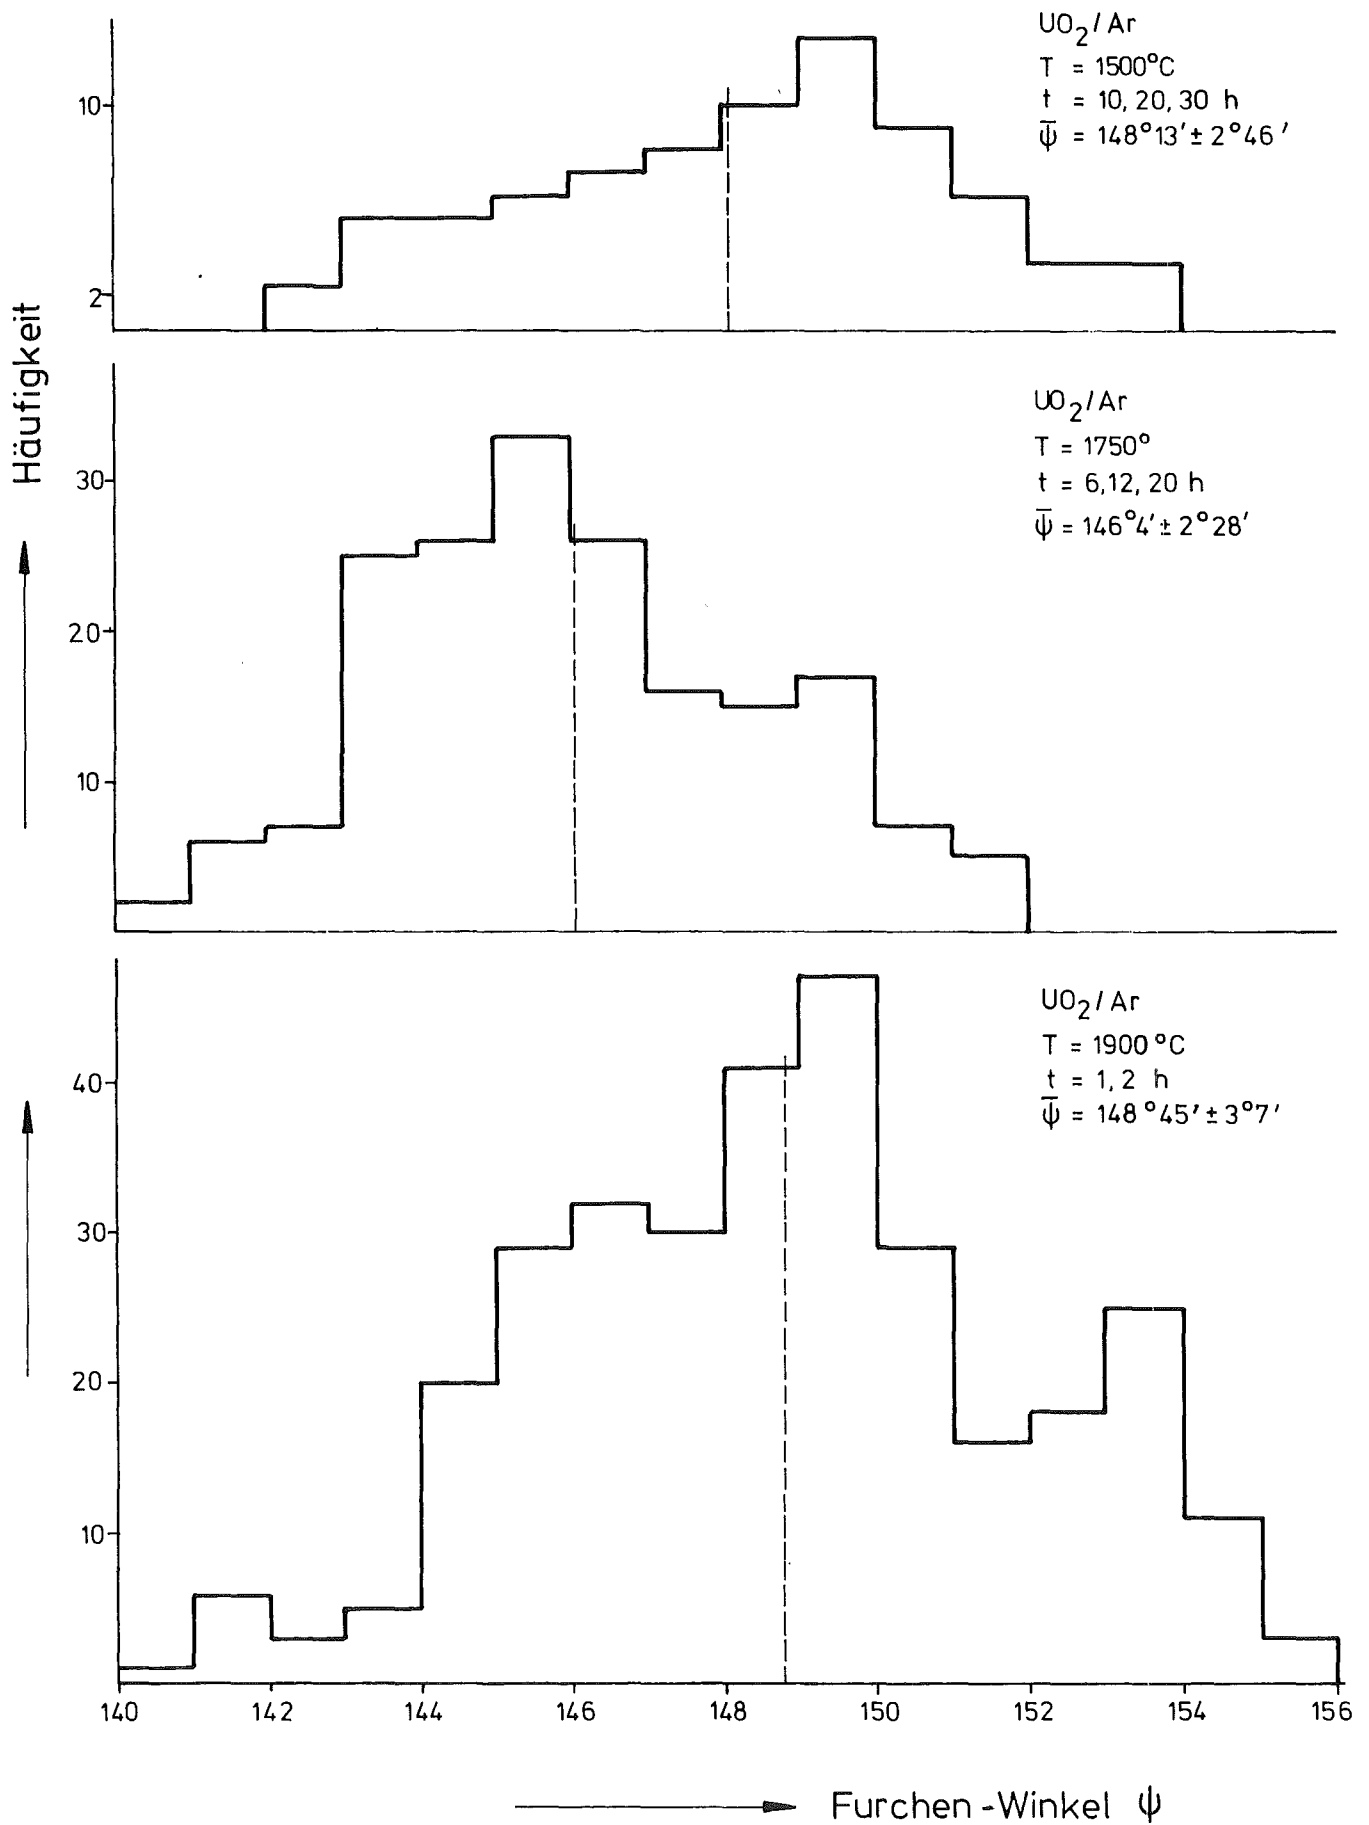 UO₂/Ar
T = 1500°C
t = 10, 20, 30 h
ψ̅ = 148°13′ ± 2°46′
10
2
Häufigkeit
UO₂/Ar
T = 1750°
t = 6, 12, 20 h
ψ̅ = 146°4′ ± 2°28′
30
20
10
UO₂/Ar
T = 1900 °C
t = 1, 2 h
ψ̅ = 148°45′ ± 3°7′
40
30
20
10
140 142 144 146 148 150 152 154 156
Furchen-Winkel ψ